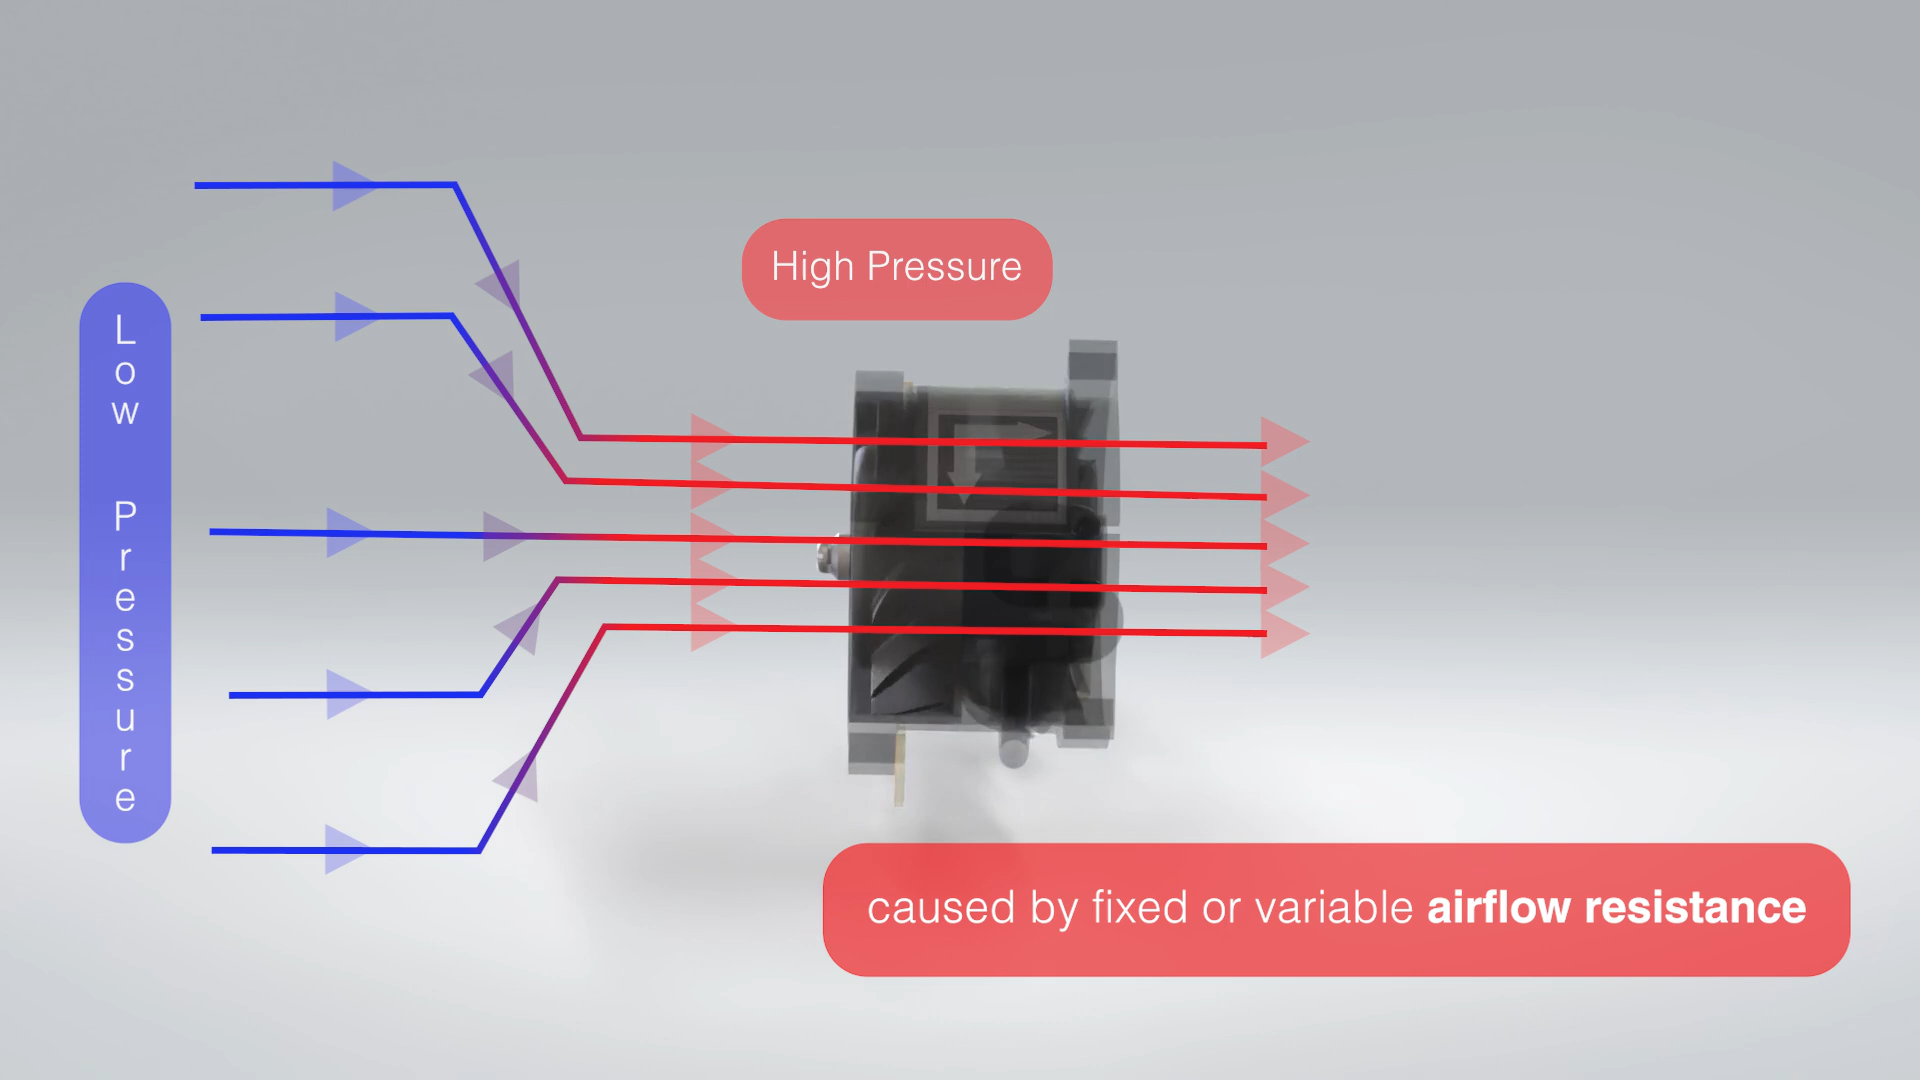 High Pressure
Low Pressure
caused by fixed or variable airflow resistance